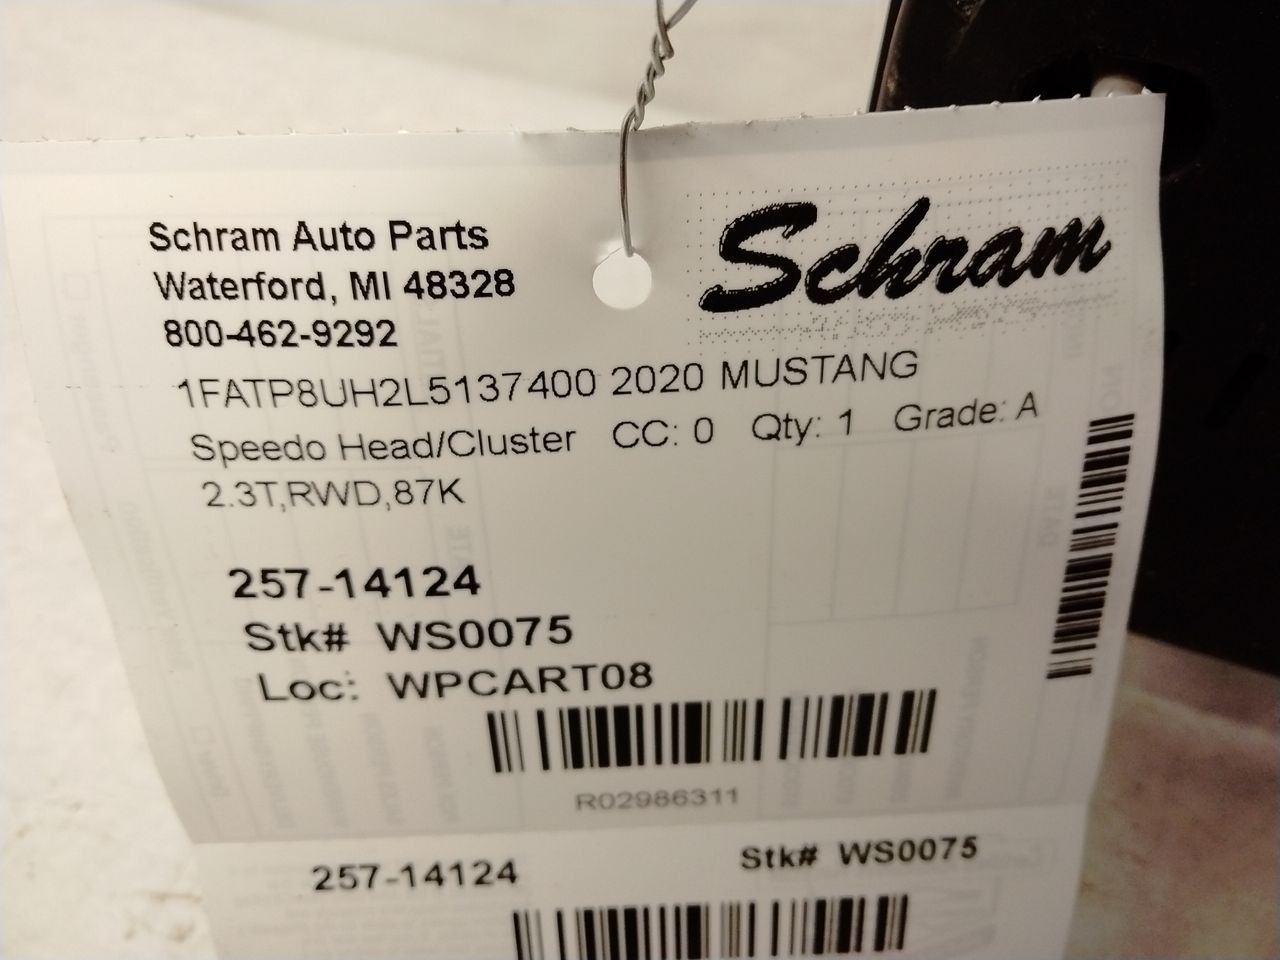 Schram Auto Parts
Waterford, MI 48328
800-462-9292
Schram
1FATP8UH2L5137400 2020 MUSTANG
Speedo Head/Cluster CC: 0 Qty: 1 Grade: A
2.3T,RWD,87K
257-14124
Stk# WS0075
Loc: WPCART08
R02986311
257-14124 Stk# WS0075